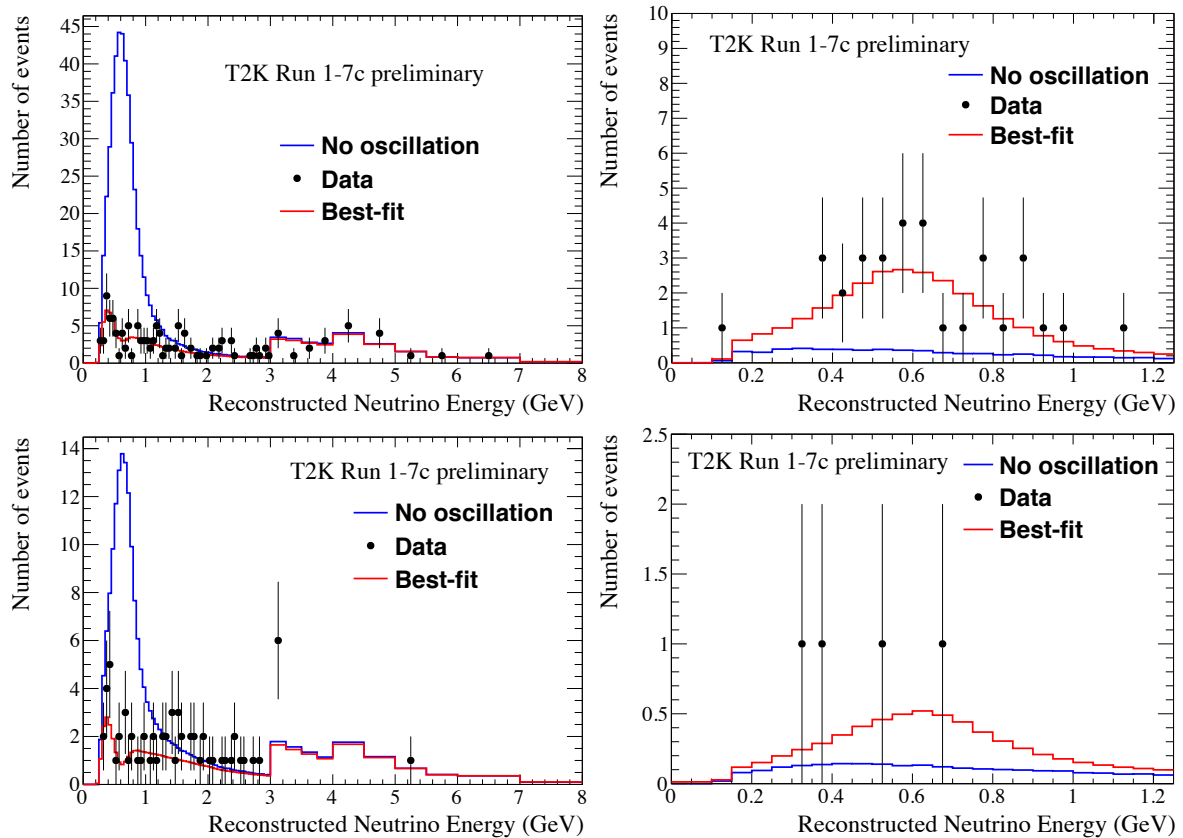 Number of events
45
40
35
30
25
20
15
10
5
0
T2K Run 1-7c preliminary
No oscillation
Data
Best-fit
0 1 2 3 4 5 6 7 8
Reconstructed Neutrino Energy (GeV)
Number of events
10
9
8
7
6
5
4
3
2
1
0
T2K Run 1-7c preliminary
No oscillation
Data
Best-fit
0 0.2 0.4 0.6 0.8 1 1.2
Reconstructed Neutrino Energy (GeV)
Number of events
14
12
10
8
6
4
2
0
T2K Run 1-7c preliminary
No oscillation
Data
Best-fit
0 1 2 3 4 5 6 7 8
Reconstructed Neutrino Energy (GeV)
Number of events
2.5
2
1.5
1
0.5
0
T2K Run 1-7c preliminary
No oscillation
Data
Best-fit
0 0.2 0.4 0.6 0.8 1 1.2
Reconstructed Neutrino Energy (GeV)